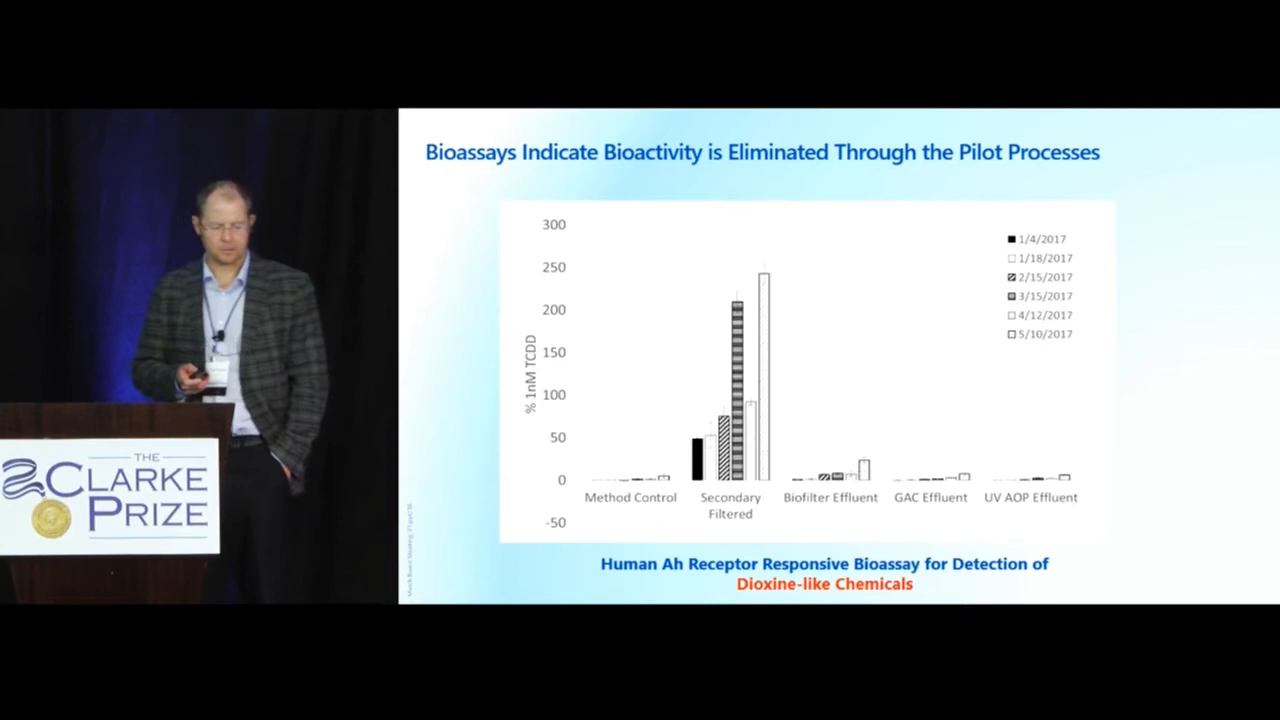 Bioassays Indicate Bioactivity is Eliminated Through the Pilot Processes
300
250
200
150
100
50
0
-50
% 1nM TCDD
1/4/2017
1/18/2017
2/15/2017
3/15/2017
4/12/2017
5/10/2017
Method Control
Secondary
Filtered
Biofilter Effluent
GAC Effluent
UV AOP Effluent
Human Ah Receptor Responsive Bioassay for Detection of
Dioxine-like Chemicals
THE
CLARKE
PRIZE